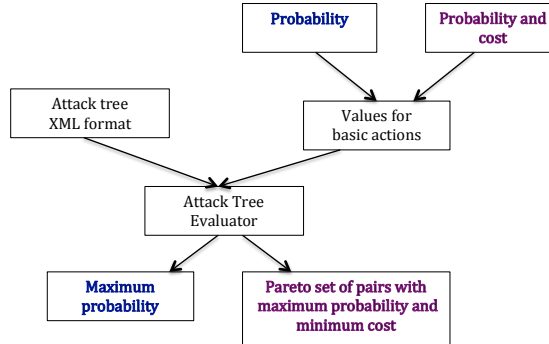 Probability
Probability and
cost
Attack tree
XML format
Values for
basic actions
Attack Tree
Evaluator
Maximum
probability
Pareto set of pairs with
maximum probability and
minimum cost